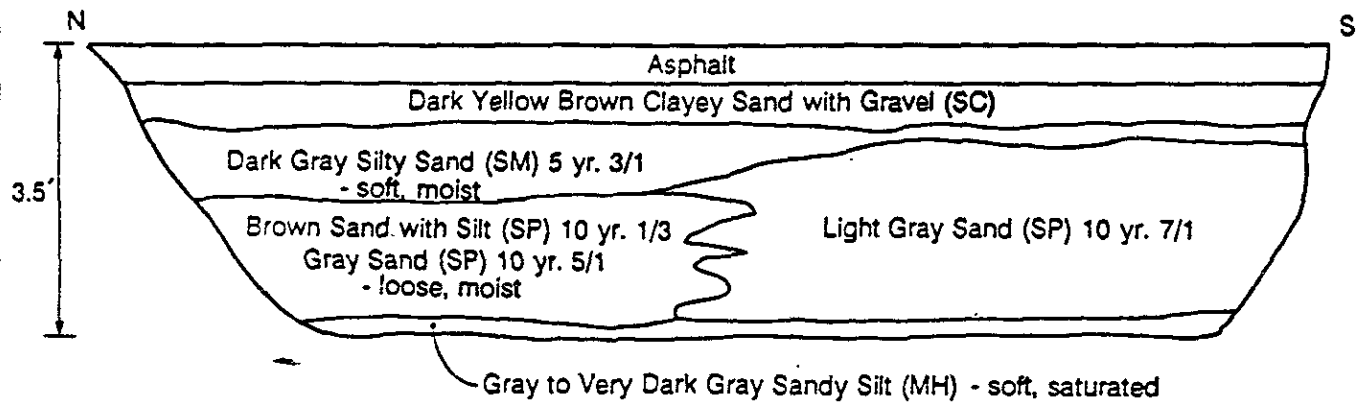 N
S
Asphalt
Dark Yellow Brown Clayey Sand with Gravel (SC)
Dark Gray Silty Sand (SM) 5 yr. 3/1
- soft, moist
3.5′
Brown Sand with Silt (SP) 10 yr. 1/3
Gray Sand (SP) 10 yr. 5/1
- loose, moist
Light Gray Sand (SP) 10 yr. 7/1
Gray to Very Dark Gray Sandy Silt (MH) - soft, saturated